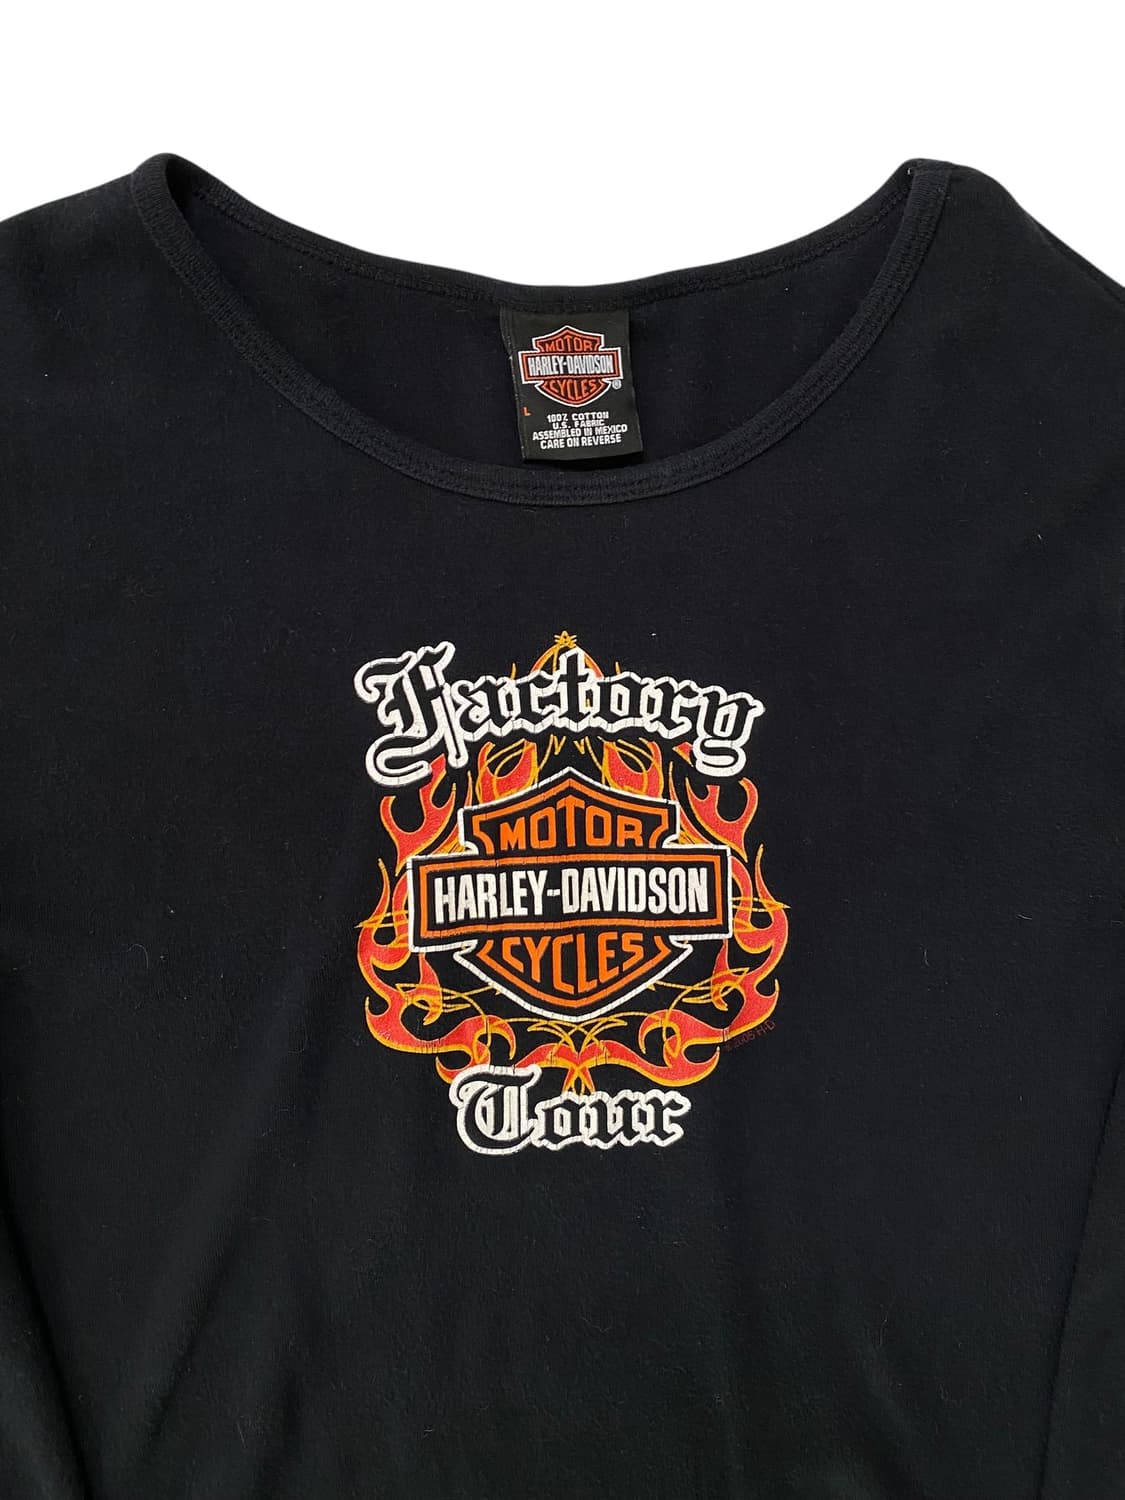 MOTOR
HARLEY-DAVIDSON
CYCLES
®
L
100% COTTON
U.S. FABRIC
ASSEMBLED IN MEXICO
CARE ON REVERSE
Factory
MOTOR
HARLEY-DAVIDSON
CYCLES
H-D
Tour